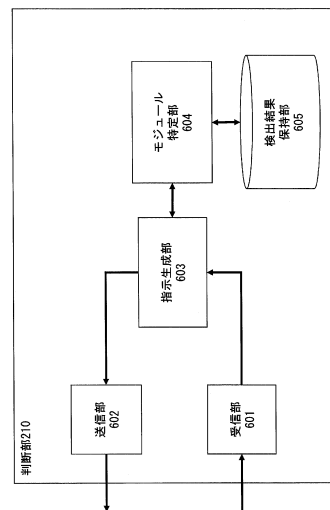 判断部210
送信部
602
受信部
601
指示生成部
603
モジュール
特定部
604
検出結果
保持部
605